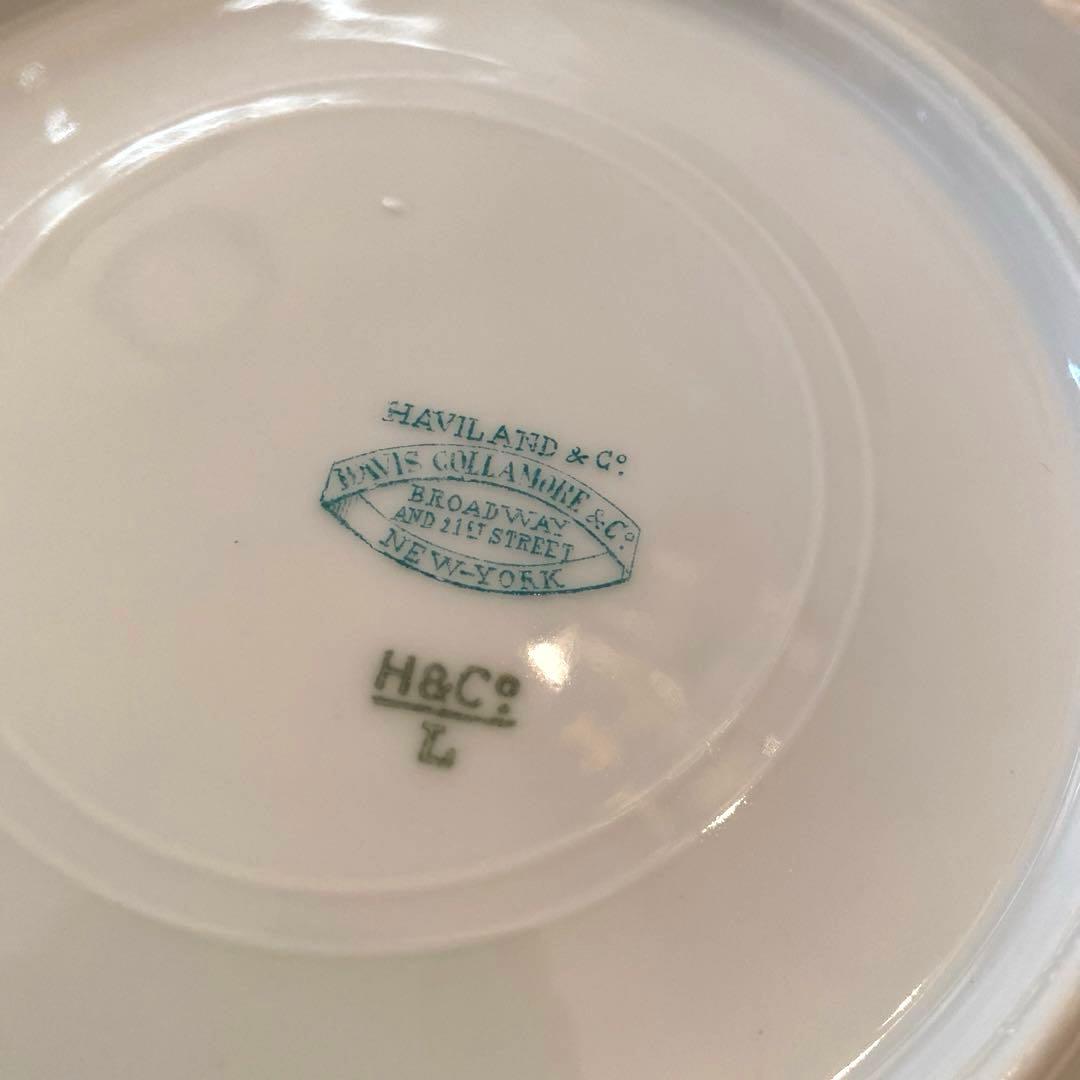 HAVILAND & Cº.
DAVIS COLLAMORE & Cº.
BROADWAY
AND 21ST STREET
NEW-YORK
H&Cº
L